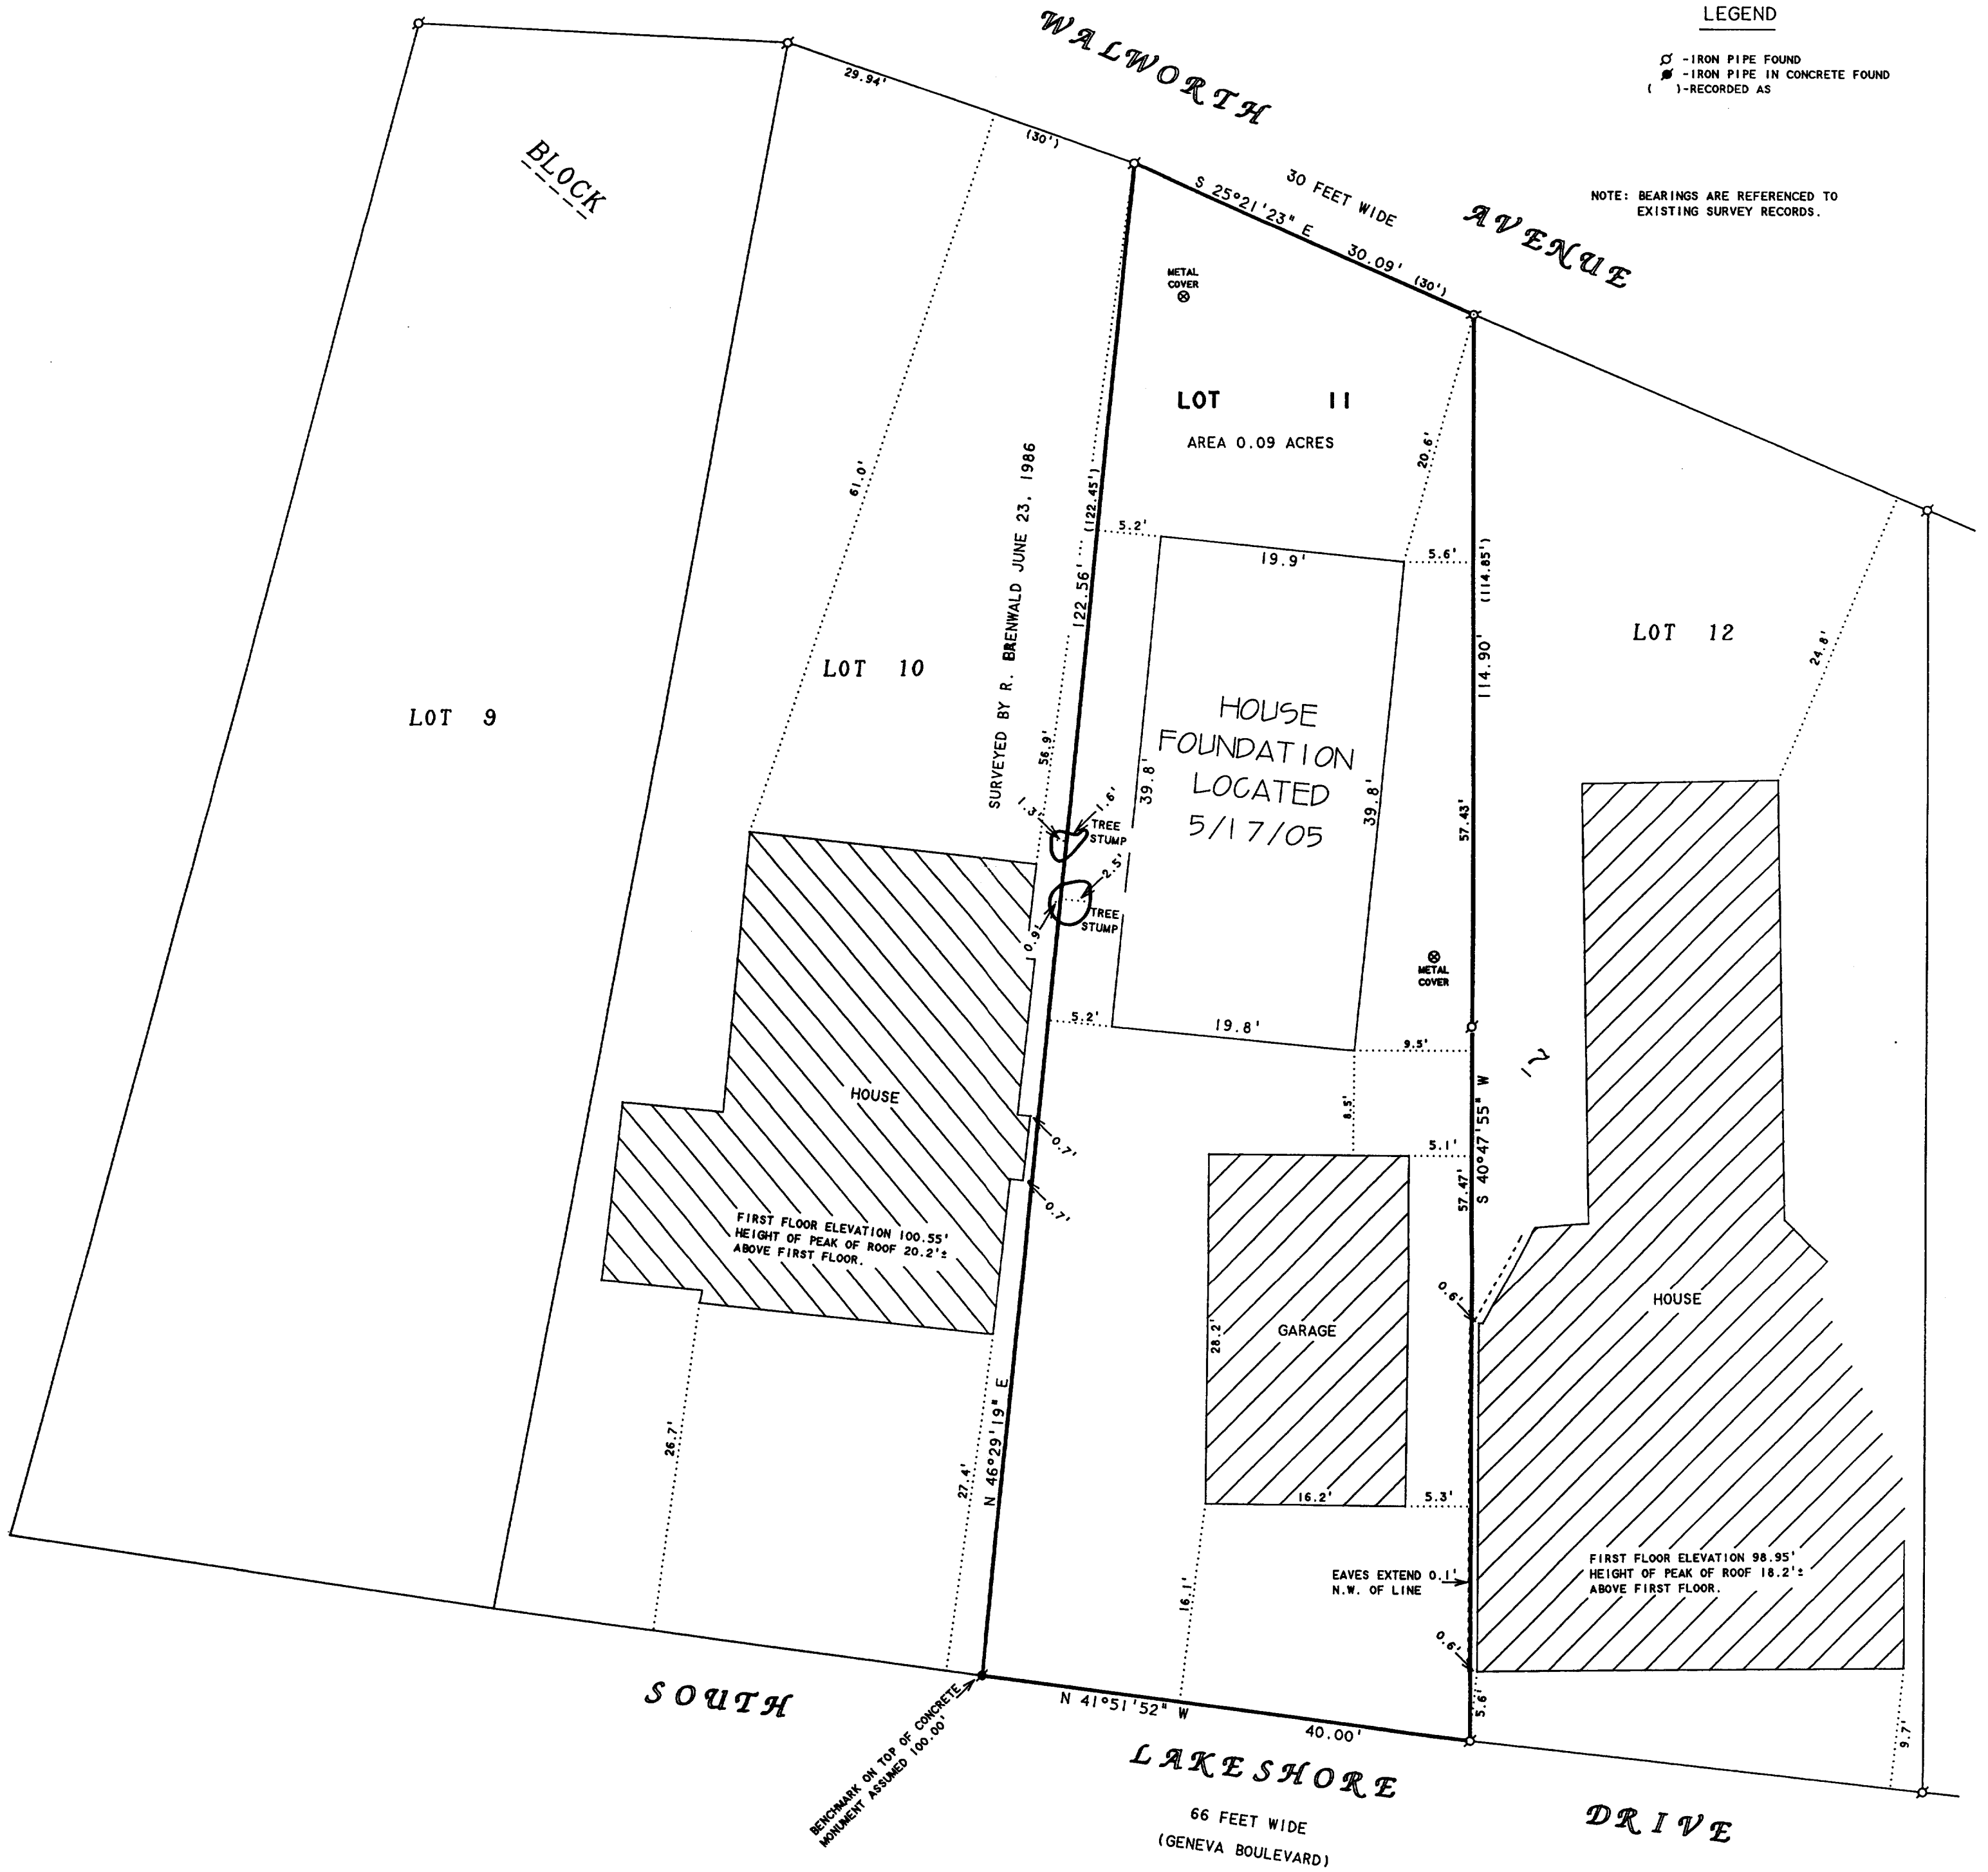 LEGEND
-IRON PIPE FOUND
-IRON PIPE IN CONCRETE FOUND
( )-RECORDED AS
NOTE: BEARINGS ARE REFERENCED TO
EXISTING SURVEY RECORDS.
WALWORTH
AVENUE
30 FEET WIDE
29.94'
(30')
S 25°21'23" E
30.09' (30')
BLOCK
METAL
COVER
LOT 11
AREA 0.09 ACRES
20.6'
61.0'
SURVEYED BY R. BRENWALD JUNE 23, 1986
(122.45')
122.56'
56.9'
5.2'
19.9'
5.6'
(114.85')
114.90'
LOT 9
LOT 10
LOT 12
24.8'
39.8'
HOUSE
FOUNDATION
LOCATED
5/17/05
39.8'
57.43'
1.3'
1.6'
TREE
STUMP
2.5'
TREE
STUMP
0.9'
METAL
COVER
5.2'
19.8'
9.5'
17
8.5'
5.1'
S 40°47'55" W
57.47'
HOUSE
0.7'
0.7'
FIRST FLOOR ELEVATION 100.55'
HEIGHT OF PEAK OF ROOF 20.2'±
ABOVE FIRST FLOOR.
28.2'
GARAGE
16.2'
5.3'
0.6'
HOUSE
26.7'
27.4'
N 46°29'19" E
16.1'
EAVES EXTEND 0.1'
N.W. OF LINE
FIRST FLOOR ELEVATION 98.95'
HEIGHT OF PEAK OF ROOF 18.2'±
ABOVE FIRST FLOOR.
0.6'
5.6'
9.7'
N 41°51'52" W
40.00'
BENCHMARK ON TOP OF CONCRETE
MONUMENT ASSUMED 100.00'
SOUTH
LAKESHORE
DRIVE
66 FEET WIDE
(GENEVA BOULEVARD)